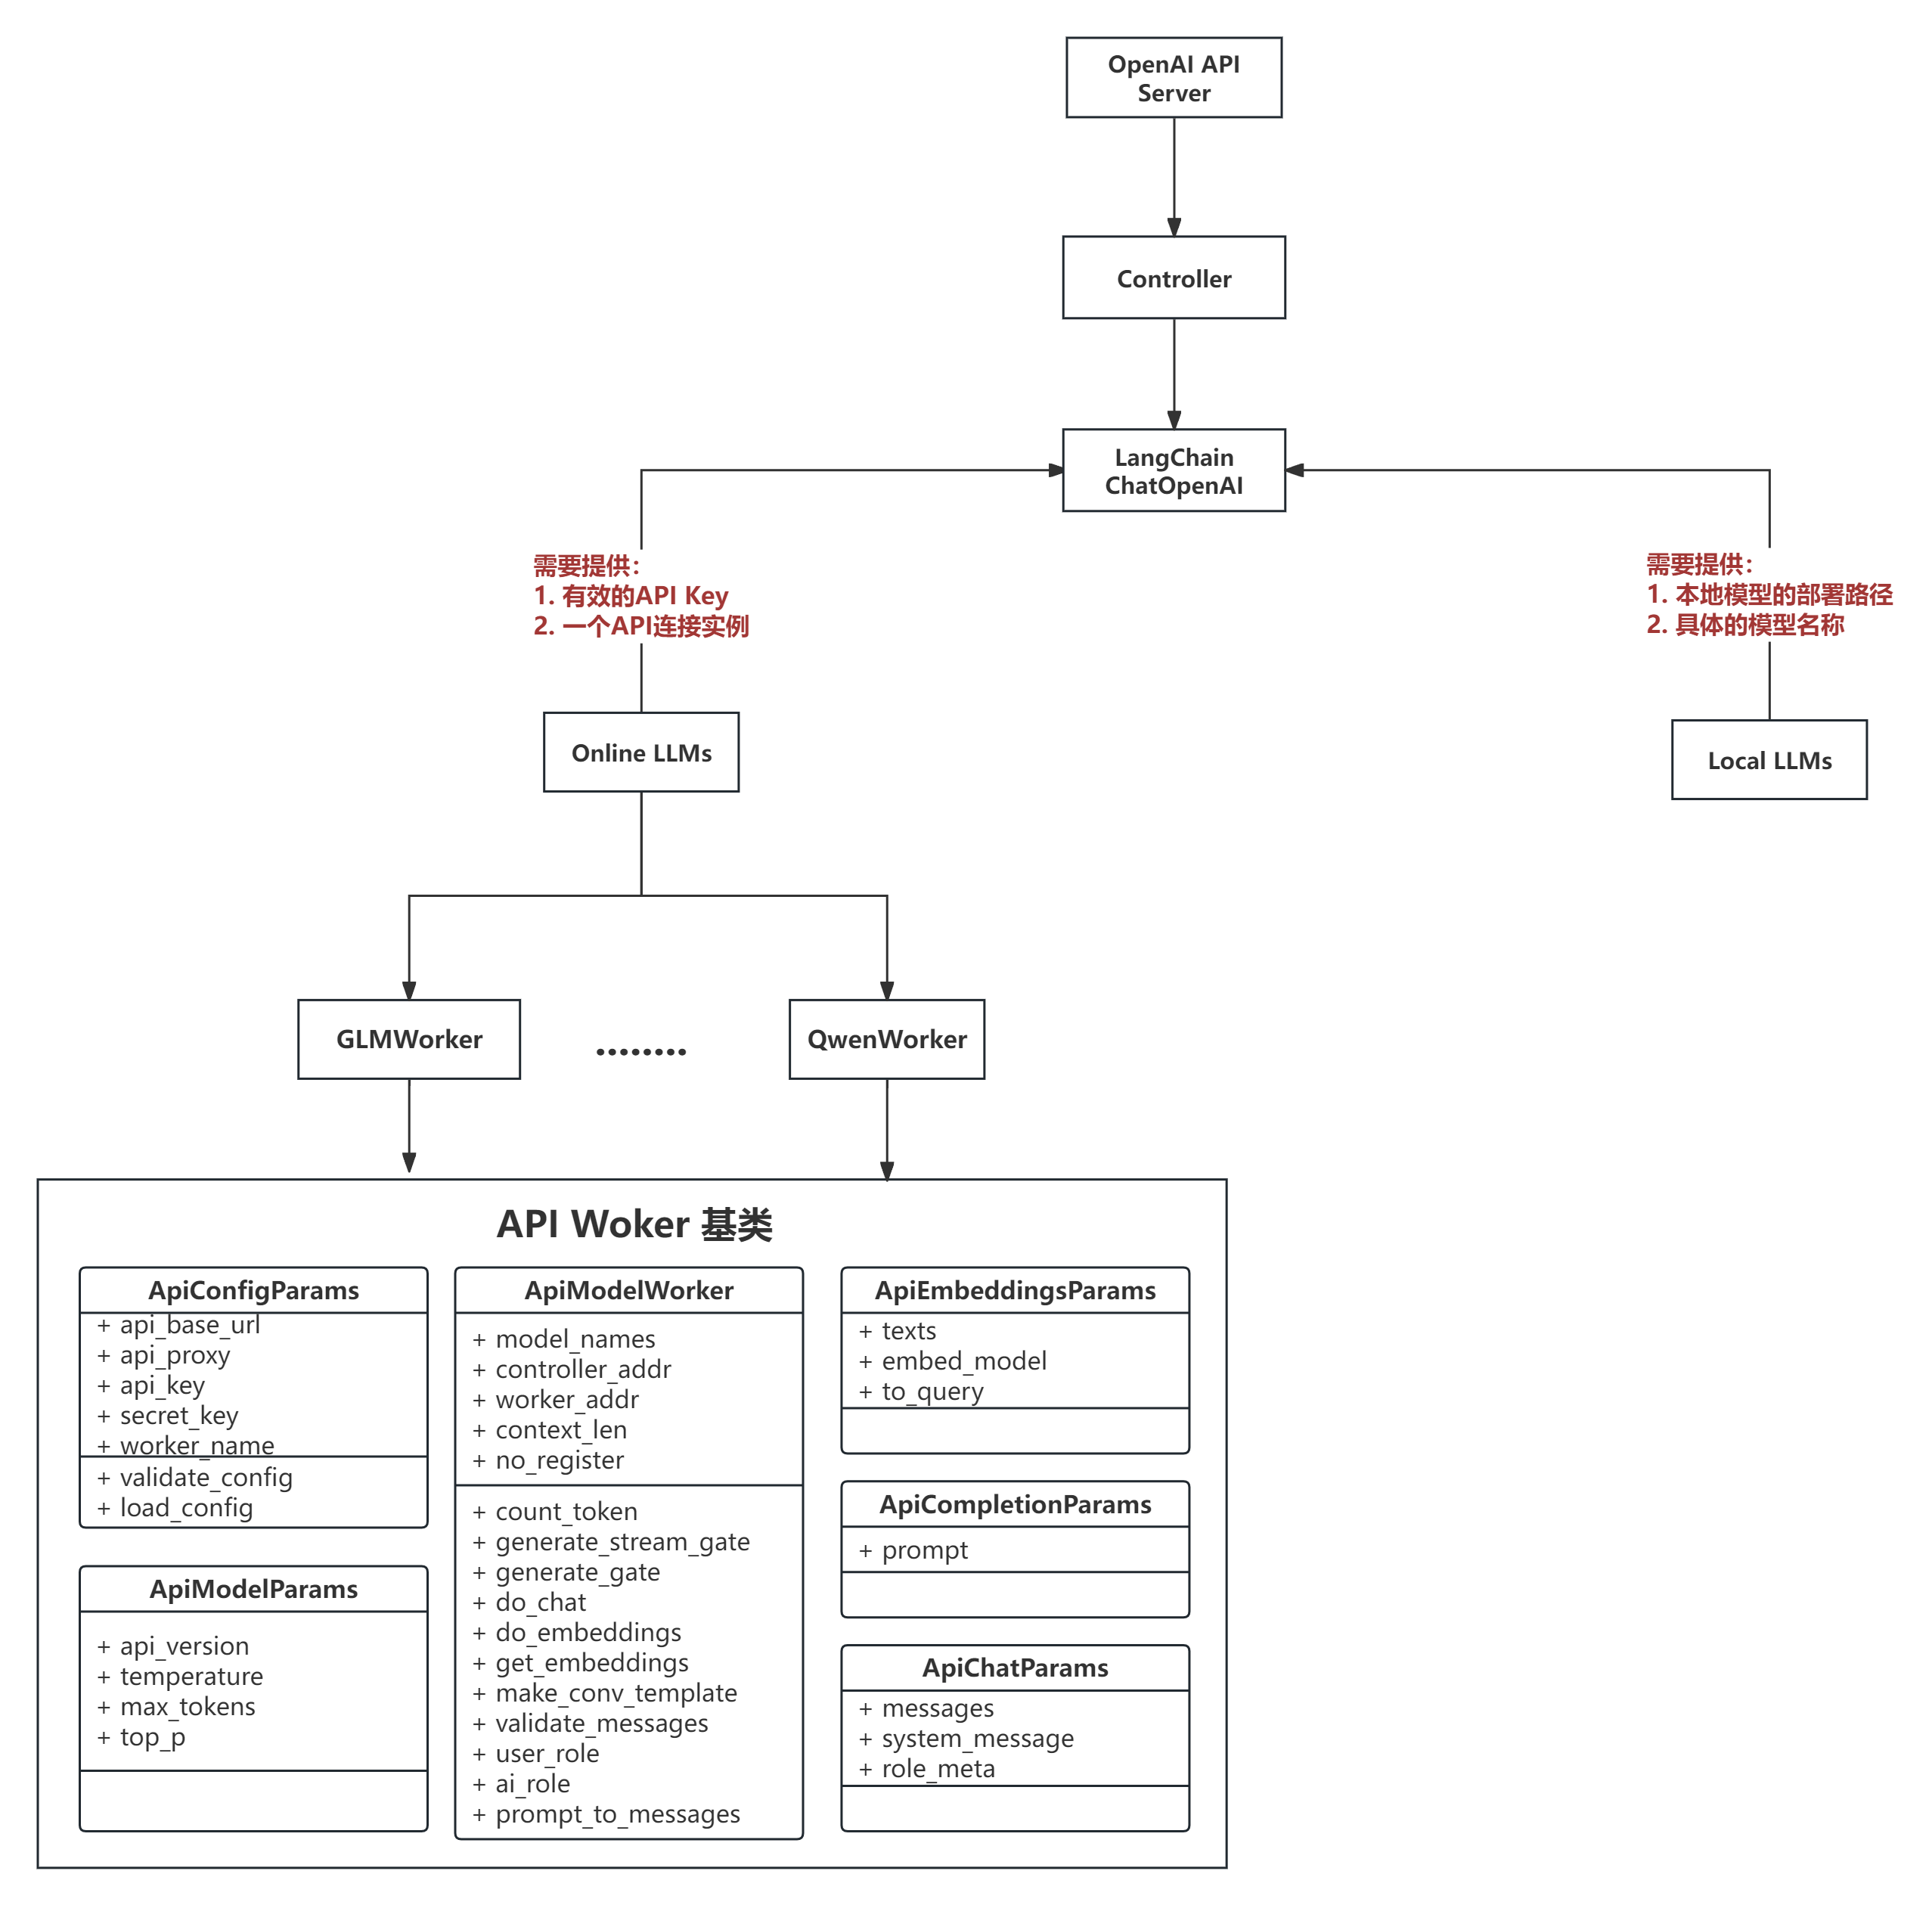 OpenAI API
Server
Controller
LangChain
ChatOpenAI
需要提供：
1. 有效的API Key
2. 一个API连接实例
需要提供：
1. 本地模型的部署路径
2. 具体的模型名称
Online LLMs
Local LLMs
GLMWorker
........
QwenWorker
API Woker 基类
ApiConfigParams
+ api_base_url
+ api_proxy
+ api_key
+ secret_key
+ worker_name
+ validate_config
+ load_config
ApiModelParams
+ api_version
+ temperature
+ max_tokens
+ top_p
ApiModelWorker
+ model_names
+ controller_addr
+ worker_addr
+ context_len
+ no_register
+ count_token
+ generate_stream_gate
+ generate_gate
+ do_chat
+ do_embeddings
+ get_embeddings
+ make_conv_template
+ validate_messages
+ user_role
+ ai_role
+ prompt_to_messages
ApiEmbeddingsParams
+ texts
+ embed_model
+ to_query
ApiCompletionParams
+ prompt
ApiChatParams
+ messages
+ system_message
+ role_meta